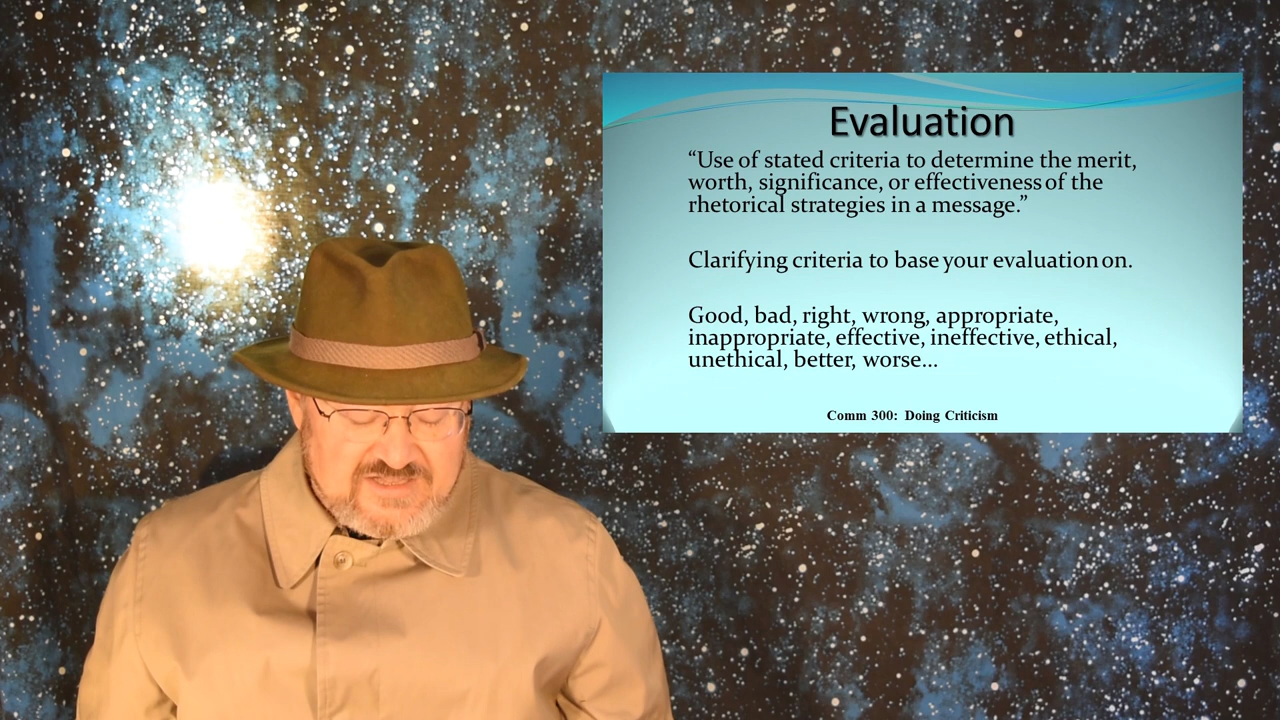 Evaluation
“Use of stated criteria to determine the merit,
worth, significance, or effectiveness of the
rhetorical strategies in a message.”
Clarifying criteria to base your evaluation on.
Good, bad, right, wrong, appropriate,
inappropriate, effective, ineffective, ethical,
unethical, better, worse…
Comm 300: Doing Criticism